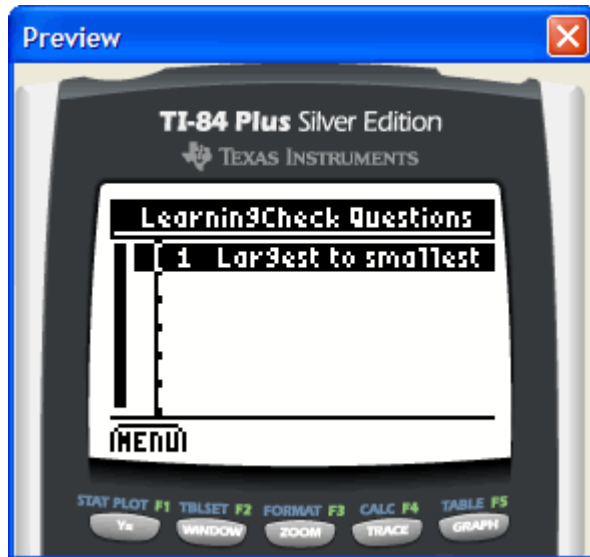 Preview
TI-84 Plus Silver Edition
TEXAS INSTRUMENTS
LearningCheck Questions
1 Largest to smallest
MENU
STAT PLOT F1 TBLSET F2 FORMAT F3 CALC F4 TABLE F5
Y= WINDOW ZOOM TRACE GRAPH